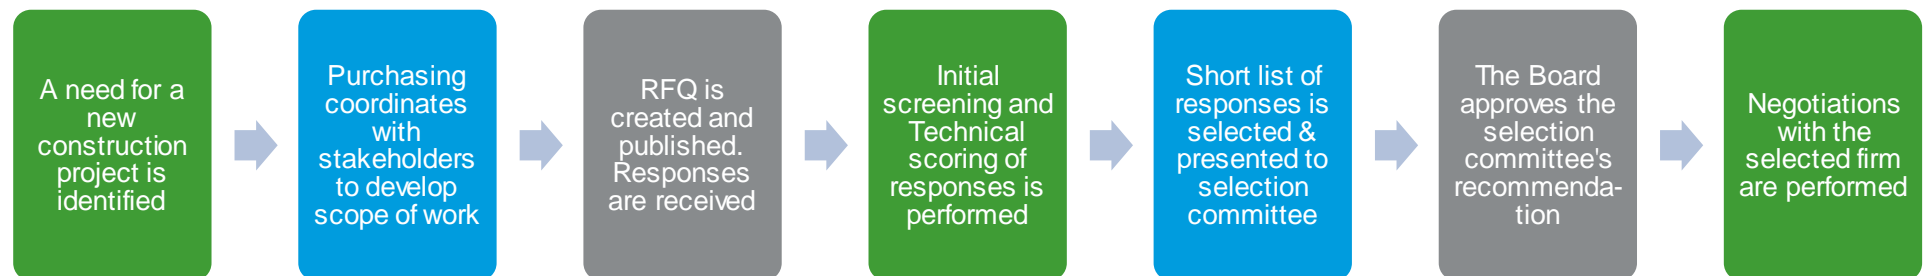 A need for a
new
construction
project is
identified
Purchasing
coordinates
with
stakeholders
to develop
scope of work
RFQ is
created and
published.
Responses
are received
Initial
screening and
Technical
scoring of
responses is
performed
Short list of
responses is
selected &
presented to
selection
committee
The Board
approves the
selection
committee's
recommenda-
tion
Negotiations
with the
selected firm
are performed